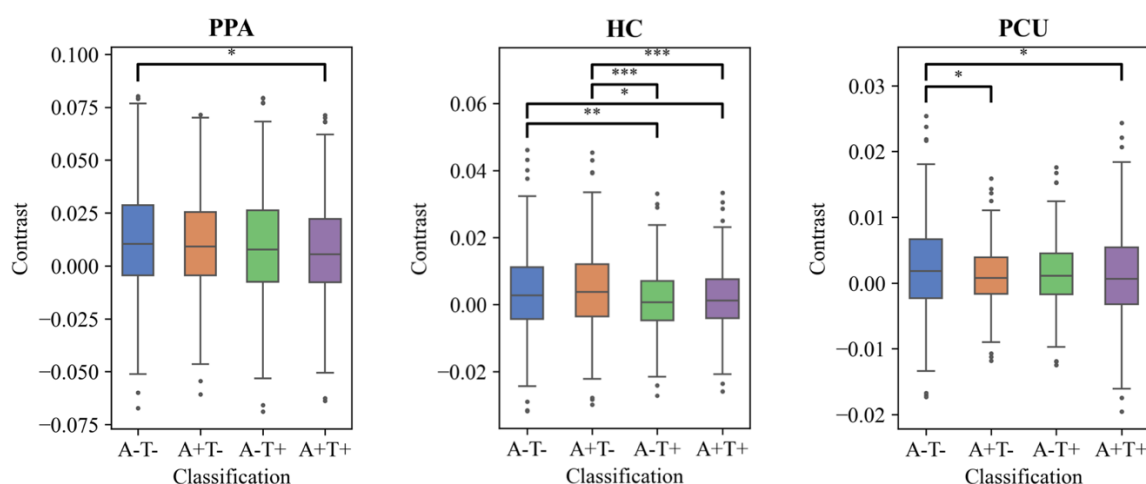 PPA
*
0.100
0.075
0.050
0.025
0.000
−0.025
−0.050
−0.075
Contrast
A-T- A+T- A-T+ A+T+
Classification
HC
***
***
*
**
0.06
0.04
0.02
0.00
−0.02
Contrast
A-T- A+T- A-T+ A+T+
Classification
PCU
*
*
0.03
0.02
0.01
0.00
−0.01
−0.02
Contrast
A-T- A+T- A-T+ A+T+
Classification